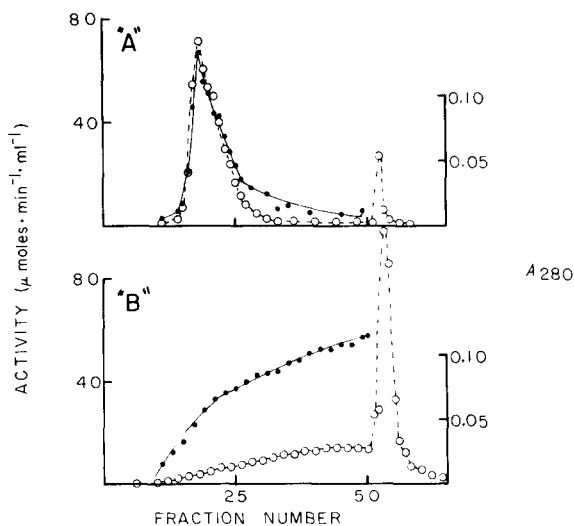 80
"A"
40
0.10
0.05
80
"B"
40
0.10
0.05
25
50
FRACTION NUMBER
ACTIVITY (μ moles · min⁻¹ · ml⁻¹)
A280